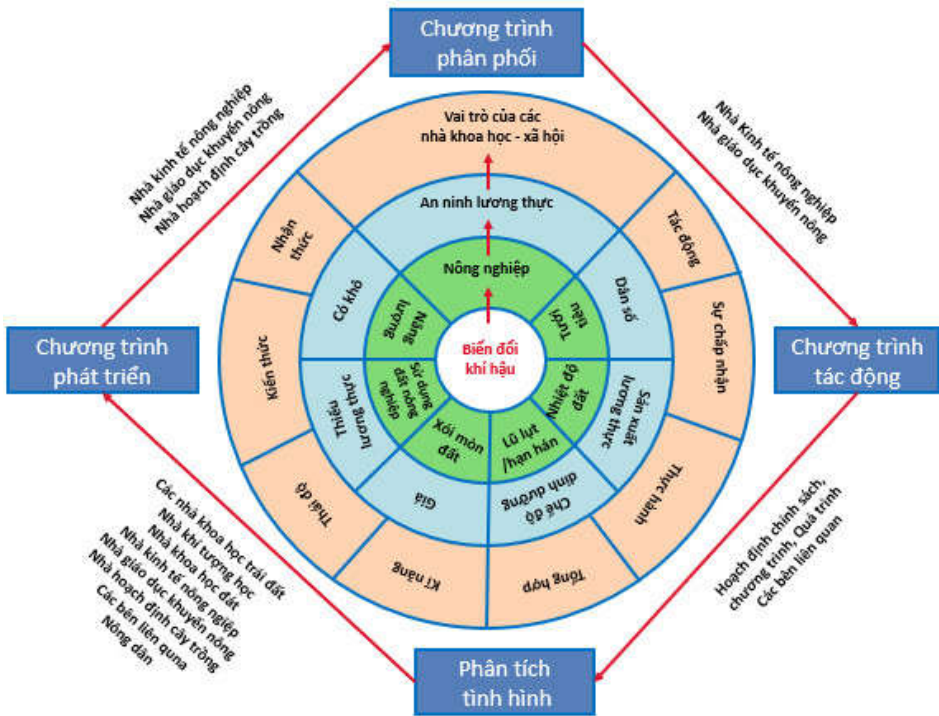 Chương trình
phân phối
Nhà kinh tế nông nghiệp
Nhà giáo dục khuyến nông
Nhà hoạch định cây trồng
Nhà Kinh tế nông nghiệp
Nhà giáo dục khuyến nông
Vai trò của các
nhà khoa học - xã hội
Nhận
thức
Tác động
An ninh lương thực
Cỏ khô
Dân số
Nông nghiệp
Năng
lượng
Tưới
tiêu
Chương trình
phát triển
Kiến thức
Biến đổi
khí hậu
Sự chấp nhận
Chương trình
tác động
Thiếu
lương thực
Sử dụng
đất nông
nghiệp
Nhiệt độ
đất
Sản xuất
lương thực
Xói mòn
đất
Lũ lụt
/hạn hán
Thái độ
Giá
Chế độ
dinh dưỡng
Thực hành
Kĩ năng
Tổng hợp
Các nhà khoa học trái đất
Nhà khí tượng học
Nhà khoa học đất
Nhà kinh tế nông ngiệp
Nhà giáo dục khuyến nông
Nhà hoạch định cây trồng
Các bên liên quna
Nông dân
Hoạch định chính sách,
chương trình, Quá trình
Các bên liên quan
Phân tích
tình hình